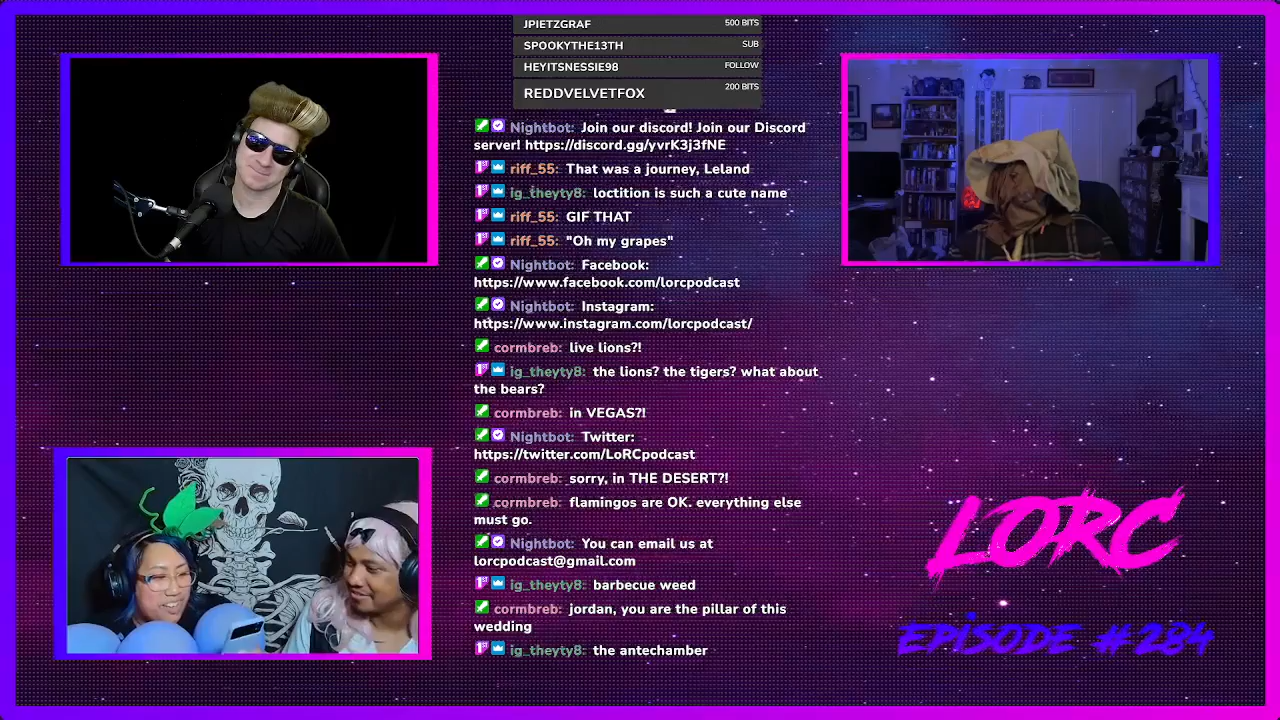 JPIETZGRAF 500 BITS
SPOOKYTHE13TH SUB
HEYITSNESSIE98 FOLLOW
REDDVELVETFOX 200 BITS
Nightbot: Join our discord! Join our Discord
server! https://discord.gg/yvrK3j3fNE
riff_55: That was a journey, Leland
ig_theyty8: loctition is such a cute name
riff_55: GIF THAT
riff_55: "Oh my grapes"
Nightbot: Facebook:
https://www.facebook.com/lorcpodcast
Nightbot: Instagram:
https://www.instagram.com/lorcpodcast/
cormbreb: live lions?!
ig_theyty8: the lions? the tigers? what about
the bears?
cormbreb: in VEGAS?!
Nightbot: Twitter:
https://twitter.com/LoRCpodcast
cormbreb: sorry, in THE DESERT?!
cormbreb: flamingos are OK. everything else
must go.
Nightbot: You can email us at
lorcpodcast@gmail.com
ig_theyty8: barbecue weed
cormbreb: jordan, you are the pillar of this
wedding
ig_theyty8: the antechamber
LORC
EPISODE #284